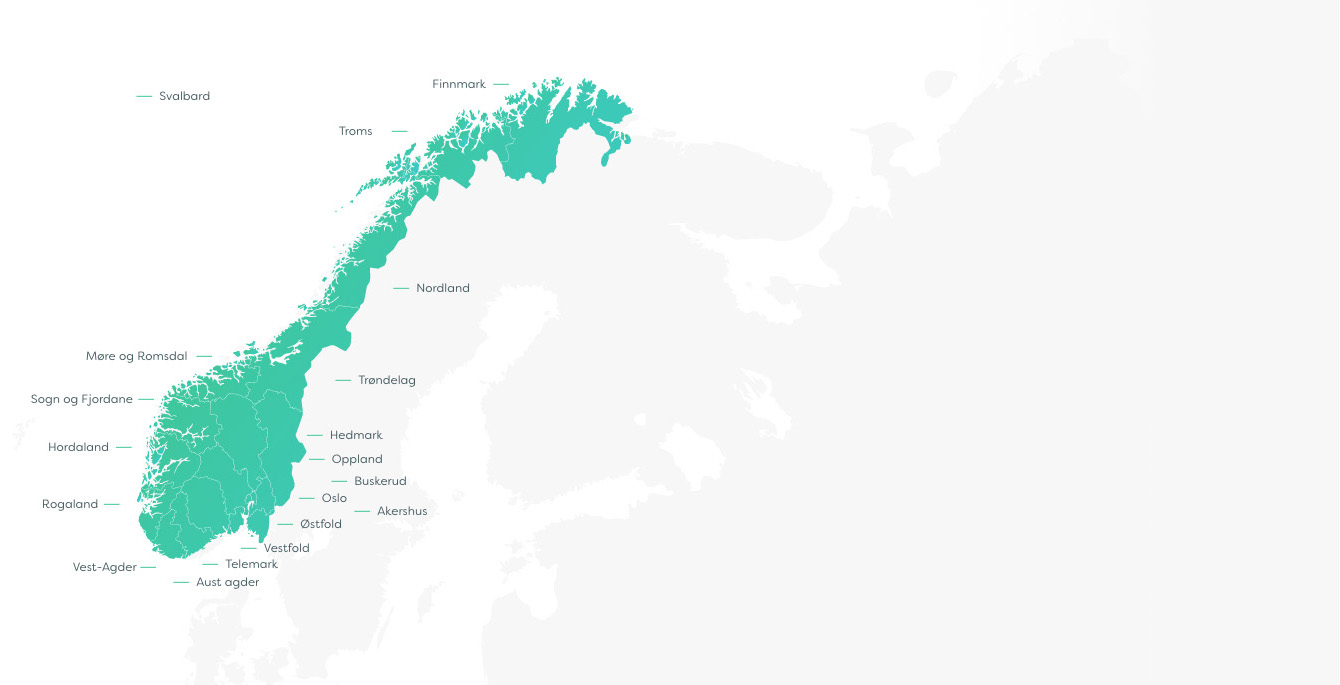 Finnmark
Svalbard
Troms
Nordland
Møre og Romsdal
Trøndelag
Sogn og Fjordane
Hedmark
Hordaland
Oppland
Buskerud
Oslo
Rogaland
Akershus
Østfold
Vestfold
Telemark
Vest-Agder
Aust agder